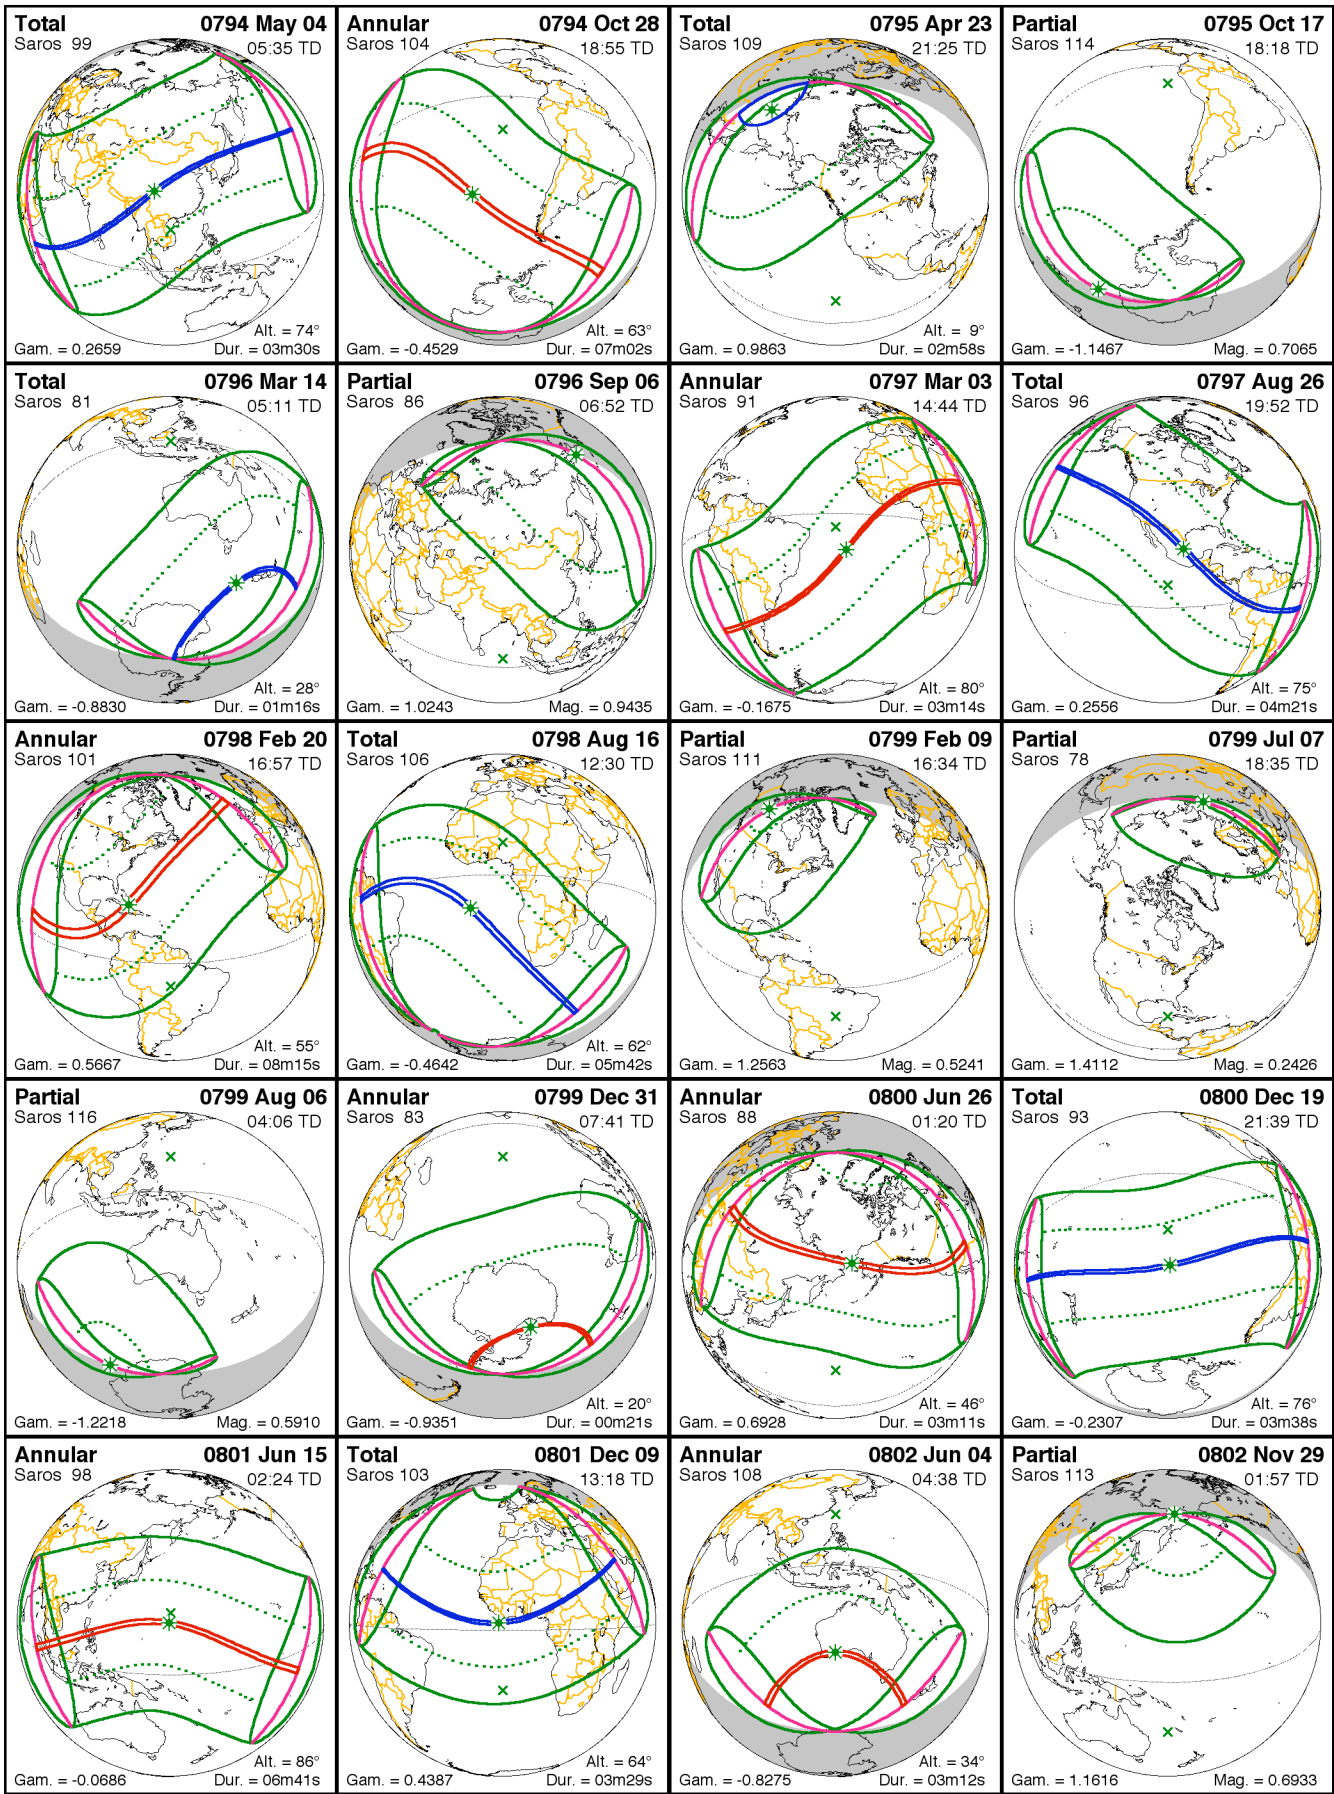 Total 0794 May 04
Saros 99 05:35 TD
Alt. = 74°
Gam. = 0.2659 Dur. = 03m30s
Annular 0794 Oct 28
Saros 104 18:55 TD
Alt. = 63°
Gam. = -0.4529 Dur. = 07m02s
Total 0795 Apr 23
Saros 109 21:25 TD
Alt. = 9°
Gam. = 0.9863 Dur. = 02m58s
Partial 0795 Oct 17
Saros 114 18:18 TD
Gam. = -1.1467 Mag. = 0.7065
Total 0796 Mar 14
Saros 81 05:11 TD
Alt. = 28°
Gam. = -0.8830 Dur. = 01m16s
Partial 0796 Sep 06
Saros 86 06:52 TD
Gam. = 1.0243 Mag. = 0.9435
Annular 0797 Mar 03
Saros 91 14:44 TD
Alt. = 80°
Gam. = -0.1675 Dur. = 03m14s
Total 0797 Aug 26
Saros 96 19:52 TD
Alt. = 75°
Gam. = 0.2556 Dur. = 04m21s
Annular 0798 Feb 20
Saros 101 16:57 TD
Alt. = 55°
Gam. = 0.5667 Dur. = 08m15s
Total 0798 Aug 16
Saros 106 12:30 TD
Alt. = 62°
Gam. = -0.4642 Dur. = 05m42s
Partial 0799 Feb 09
Saros 111 16:34 TD
Gam. = 1.2563 Mag. = 0.5241
Partial 0799 Jul 07
Saros 78 18:35 TD
Gam. = 1.4112 Mag. = 0.2426
Partial 0799 Aug 06
Saros 116 04:06 TD
Gam. = -1.2218 Mag. = 0.5910
Annular 0799 Dec 31
Saros 83 07:41 TD
Alt. = 20°
Gam. = -0.9351 Dur. = 00m21s
Annular 0800 Jun 26
Saros 88 01:20 TD
Alt. = 46°
Gam. = 0.6928 Dur. = 03m11s
Total 0800 Dec 19
Saros 93 21:39 TD
Alt. = 76°
Gam. = -0.2307 Dur. = 03m38s
Annular 0801 Jun 15
Saros 98 02:24 TD
Alt. = 86°
Gam. = -0.0686 Dur. = 06m41s
Total 0801 Dec 09
Saros 103 13:18 TD
Alt. = 64°
Gam. = 0.4387 Dur. = 03m29s
Annular 0802 Jun 04
Saros 108 04:38 TD
Alt. = 34°
Gam. = -0.8275 Dur. = 03m12s
Partial 0802 Nov 29
Saros 113 01:57 TD
Gam. = 1.1616 Mag. = 0.6933